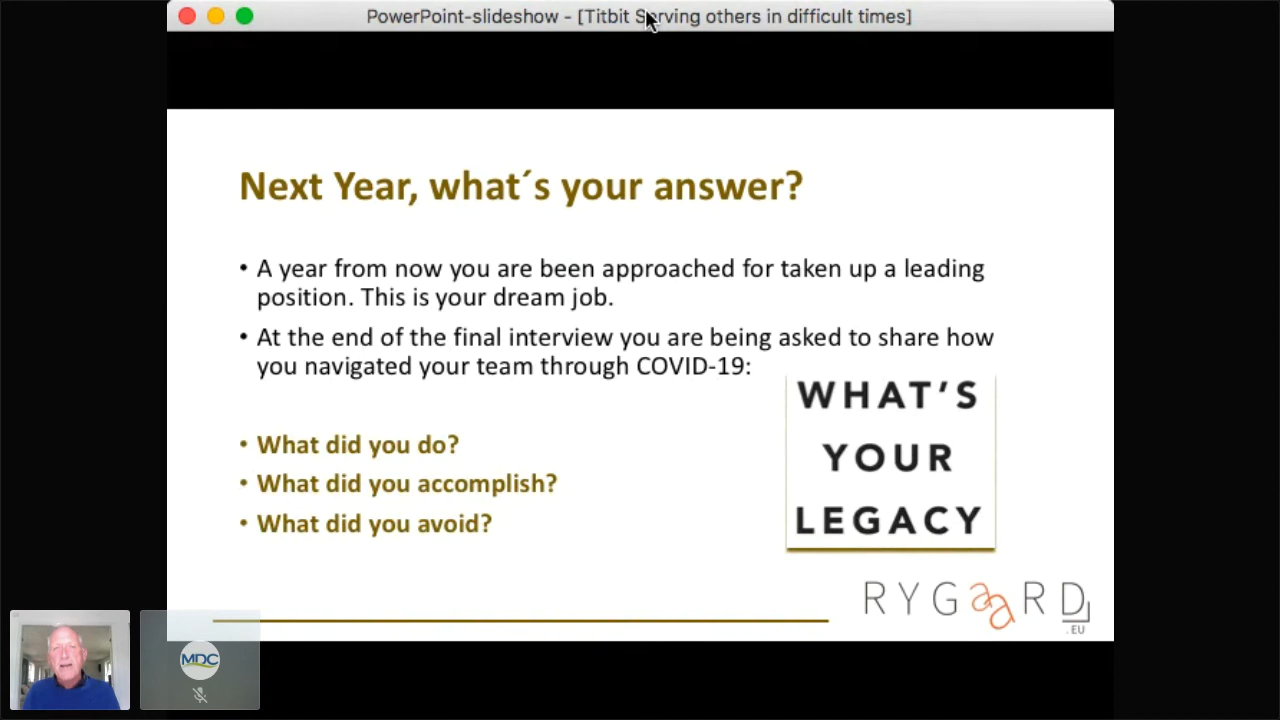 PowerPoint-slideshow - [Titbit Serving others in difficult times]
Next Year, what´s your answer?
• A year from now you are been approached for taken up a leading
position. This is your dream job.
• At the end of the final interview you are being asked to share how
you navigated your team through COVID-19:
• What did you do?
• What did you accomplish?
• What did you avoid?
WHAT'S
YOUR
LEGACY
RYGaaRD
.EU
MDC